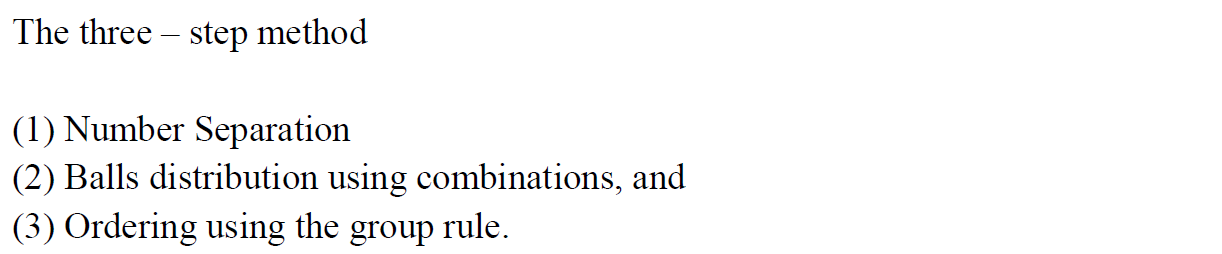 The three – step method
(1) Number Separation
(2) Balls distribution using combinations, and
(3) Ordering using the group rule.